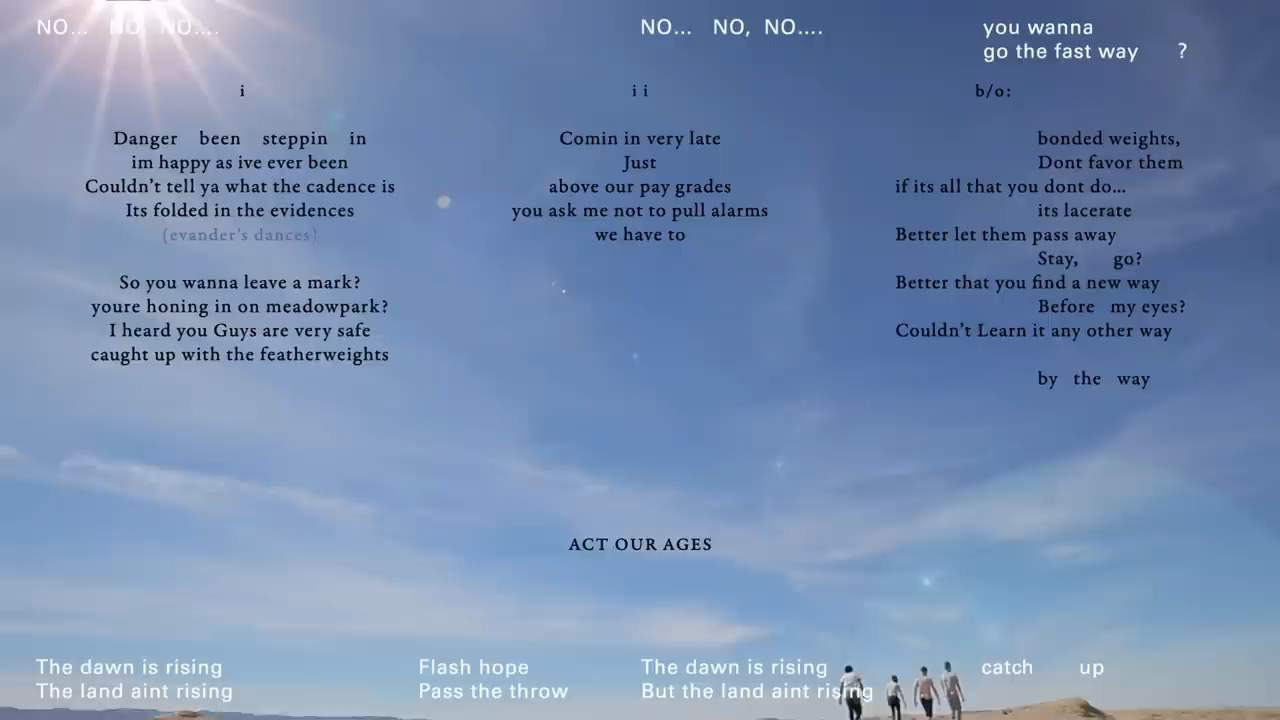 NO... NO, NO....
NO... NO, NO....
you wanna
go the fast way ?
i
Danger been steppin in
im happy as ive ever been
Couldn't tell ya what the cadence is
Its folded in the evidences
(evander's dances)
So you wanna leave a mark?
youre honing in on meadowpark?
I heard you Guys are very safe
caught up with the featherweights
i i
Comin in very late
Just
above our pay grades
you ask me not to pull alarms
we have to
b/o:
bonded weights,
Dont favor them
if its all that you dont do...
its lacerate
Better let them pass away
Stay, go?
Better that you find a new way
Before my eyes?
Couldn't Learn it any other way
by the way
ACT OUR AGES
The dawn is rising
The land aint rising
Flash hope
Pass the throw
The dawn is rising
But the land aint rising
catch up